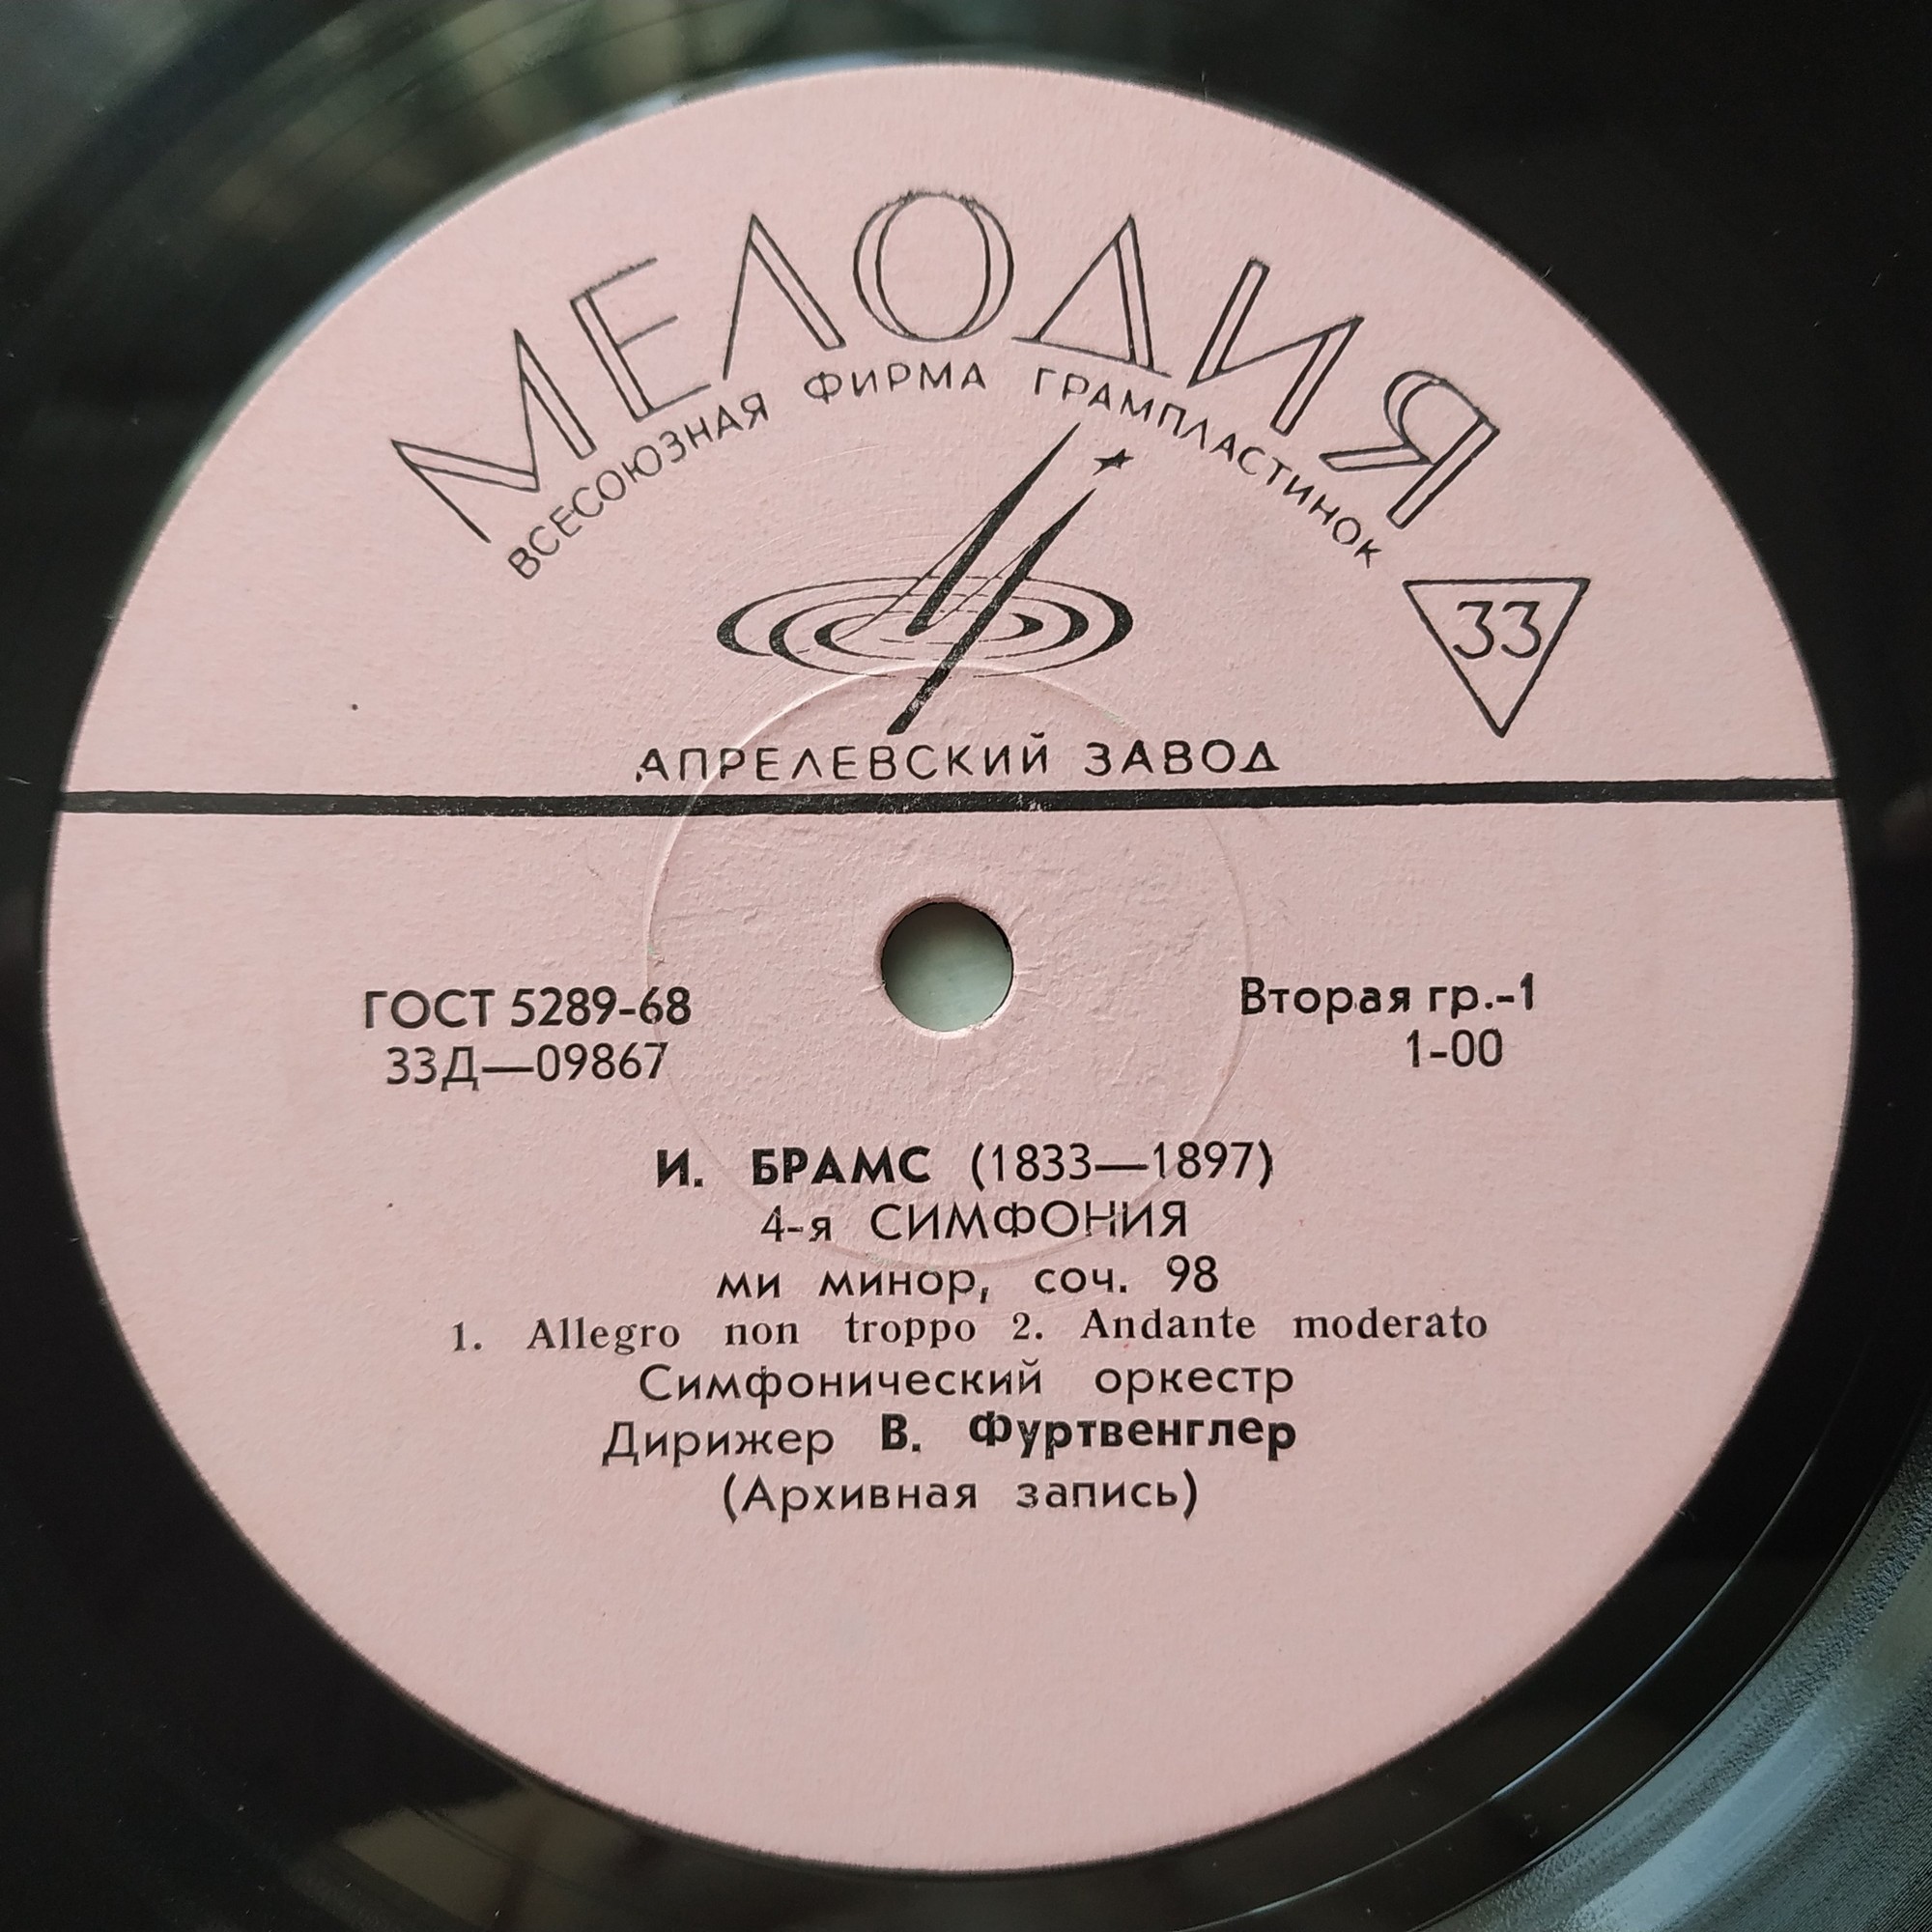 МЕЛОДИЯ
ВСЕСОЮЗНАЯ ФИРМА ГРАМПЛАСТИНОК
33
АПРЕЛЕВСКИЙ ЗАВОД
ГОСТ 5289-68
33Д—09867
Вторая гр.-1
1-00
И. БРАМС (1833—1897)
4-я СИМФОНИЯ
ми минор, соч. 98
1. Allegro non troppo 2. Andante moderato
Симфонический оркестр
Дирижер В. Фуртвенглер
(Архивная запись)